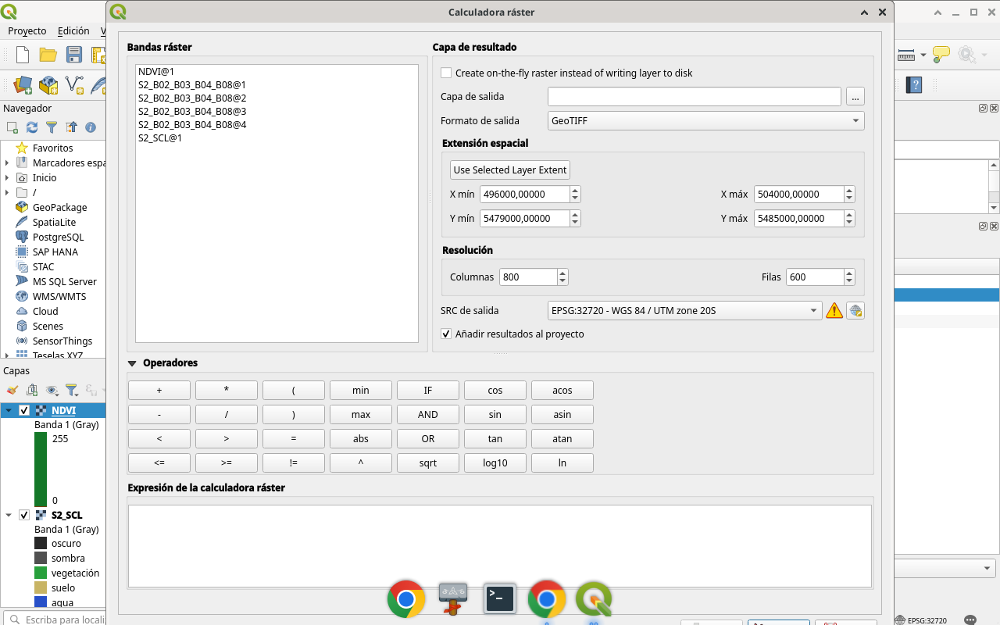 Calculadora ráster
Proyecto Edición V
Bandas ráster
NDVI@1
S2_B02_B03_B04_B08@1
S2_B02_B03_B04_B08@2
S2_B02_B03_B04_B08@3
S2_B02_B03_B04_B08@4
S2_SCL@1
Capa de resultado
Create on-the-fly raster instead of writing layer to disk
Capa de salida
...
Formato de salida GeoTIFF
Extensión espacial
Use Selected Layer Extent
X mín 496000,00000 X máx 504000,00000
Y mín 5479000,00000 Y máx 5485000,00000
Resolución
Columnas 800 Filas 600
SRC de salida EPSG:32720 - WGS 84 / UTM zone 20S
Añadir resultados al proyecto
Operadores
+ * ( min IF cos acos
- / ) max AND sin asin
< > = abs OR tan atan
<= >= != ^ sqrt log10 ln
Expresión de la calculadora ráster
Navegador
Favoritos
Marcadores espa
Inicio
/
GeoPackage
SpatiaLite
PostgreSQL
SAP HANA
STAC
MS SQL Server
WMS/WMTS
Cloud
Scenes
SensorThings
Teselas XYZ
Capas
NDVI
Banda 1 (Gray)
255
0
S2_SCL
Banda 1 (Gray)
oscuro
sombra
vegetación
suelo
agua
Escriba para locali
EPSG:32720